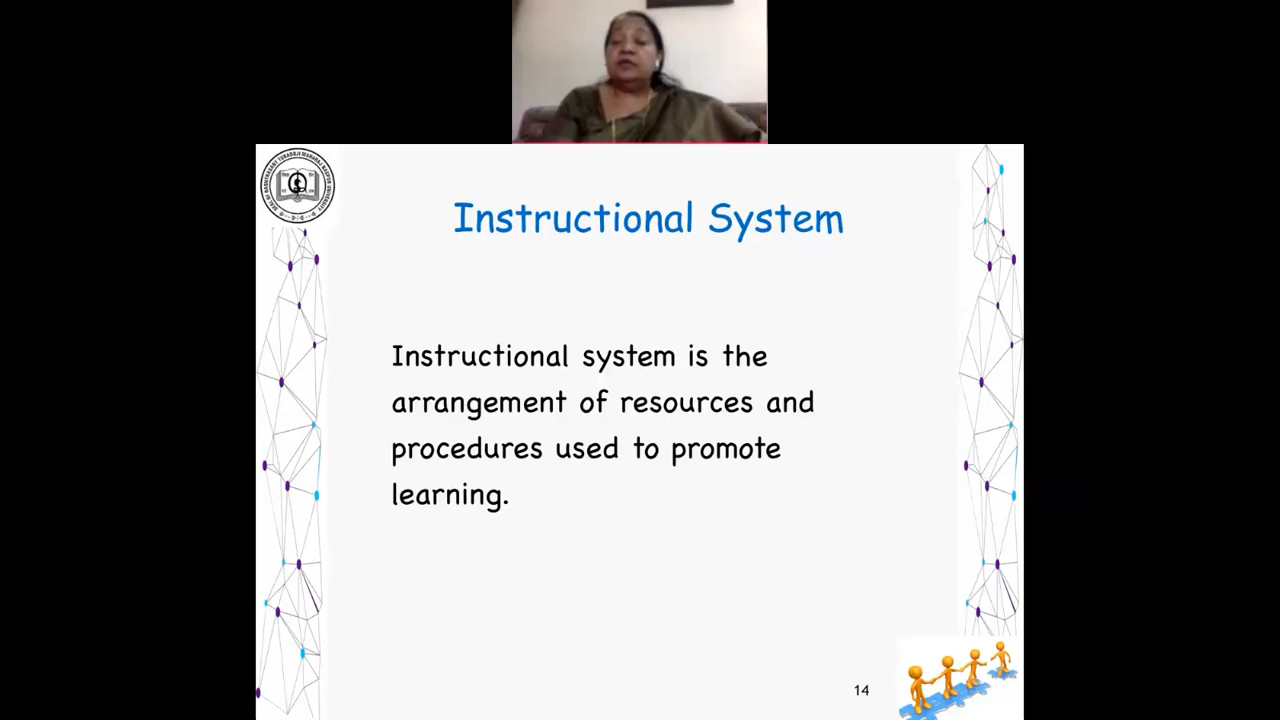 Instructional System
Instructional system is the
arrangement of resources and
procedures used to promote
learning.
14